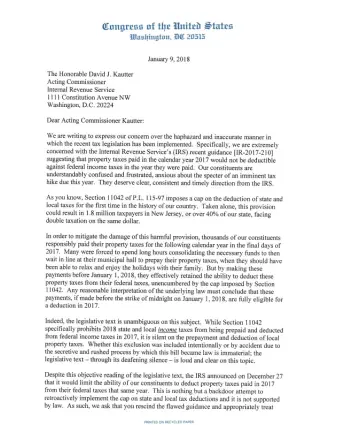 Congress of the United States
Washington, DC 20515
January 9, 2018
The Honorable David J. Kautter
Acting Commissioner
Internal Revenue Service
1111 Constitution Avenue NW
Washington, D.C. 20224
Dear Acting Commissioner Kautter:
We are writing to express our concern over the haphazard and inaccurate manner in
which the recent tax legislation has been implemented. Specifically, we are extremely
concerned with the Internal Revenue Service's (IRS) recent guidance [IR-2017-210]
suggesting that property taxes paid in the calendar year 2017 would not be deductible
against federal income taxes in the year they were paid. Our constituents are
understandably confused and frustrated, anxious about the specter of an imminent tax
hike due this year. They deserve clear, consistent and timely direction from the IRS.
As you know, Section 11042 of P.L. 115-97 imposes a cap on the deduction of state and
local taxes for the first time in the history of our country. Taken alone, this provision
could result in 1.8 million taxpayers in New Jersey, or over 40% of our state, facing
double taxation on the same dollar.
In order to mitigate the damage of this harmful provision, thousands of our constituents
responsibly paid their property taxes for the following calendar year in the final days of
2017. Many were forced to spend long hours consolidating the necessary funds to then
wait in line at their municipal hall to prepay their property taxes, when they should have
been able to relax and enjoy the holidays with their family. But by making these
payments before January 1, 2018, they effectively retained the ability to deduct these
property taxes from their federal taxes, unencumbered by the cap imposed by Section
11042. Any reasonable interpretation of the underlying law must conclude that these
payments, if made before the strike of midnight on January 1, 2018, are fully eligible for
a deduction in 2017.
Indeed, the legislative text is unambiguous on this subject. While Section 11042
specifically prohibits 2018 state and local income taxes from being prepaid and deducted
from federal income taxes in 2017, it is silent on the prepayment and deduction of local
property taxes. Whether this exclusion was included intentionally or by accident due to
the secretive and rushed process by which this bill became law is immaterial; the
legislative text – through its deafening silence – is loud and clear on this topic.
Despite this objective reading of the legislative text, the IRS announced on December 27
that it would limit the ability of our constituents to deduct property taxes paid in 2017
from their federal taxes that same year. This is nothing but a backdoor attempt to
retroactively implement the cap on state and local tax deductions and it is not supported
by law. As such, we ask that you rescind the flawed guidance and appropriately treat
PRINTED ON RECYCLED PAPER